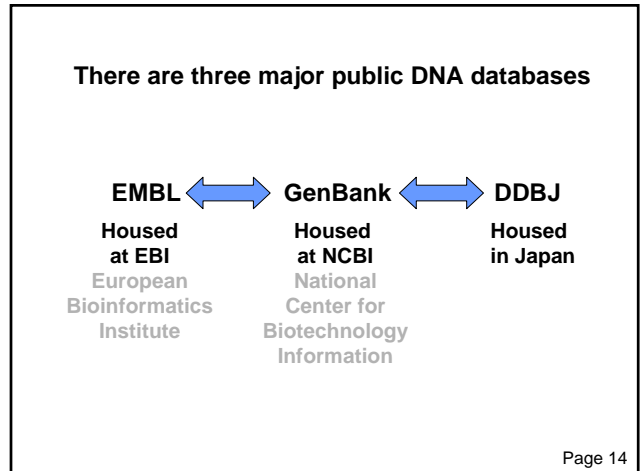 There are three major public DNA databases
EMBL GenBank DDBJ
Housed
at EBI
European
Bioinformatics
Institute
Housed
at NCBI
National
Center for
Biotechnology
Information
Housed
in Japan
Page 14